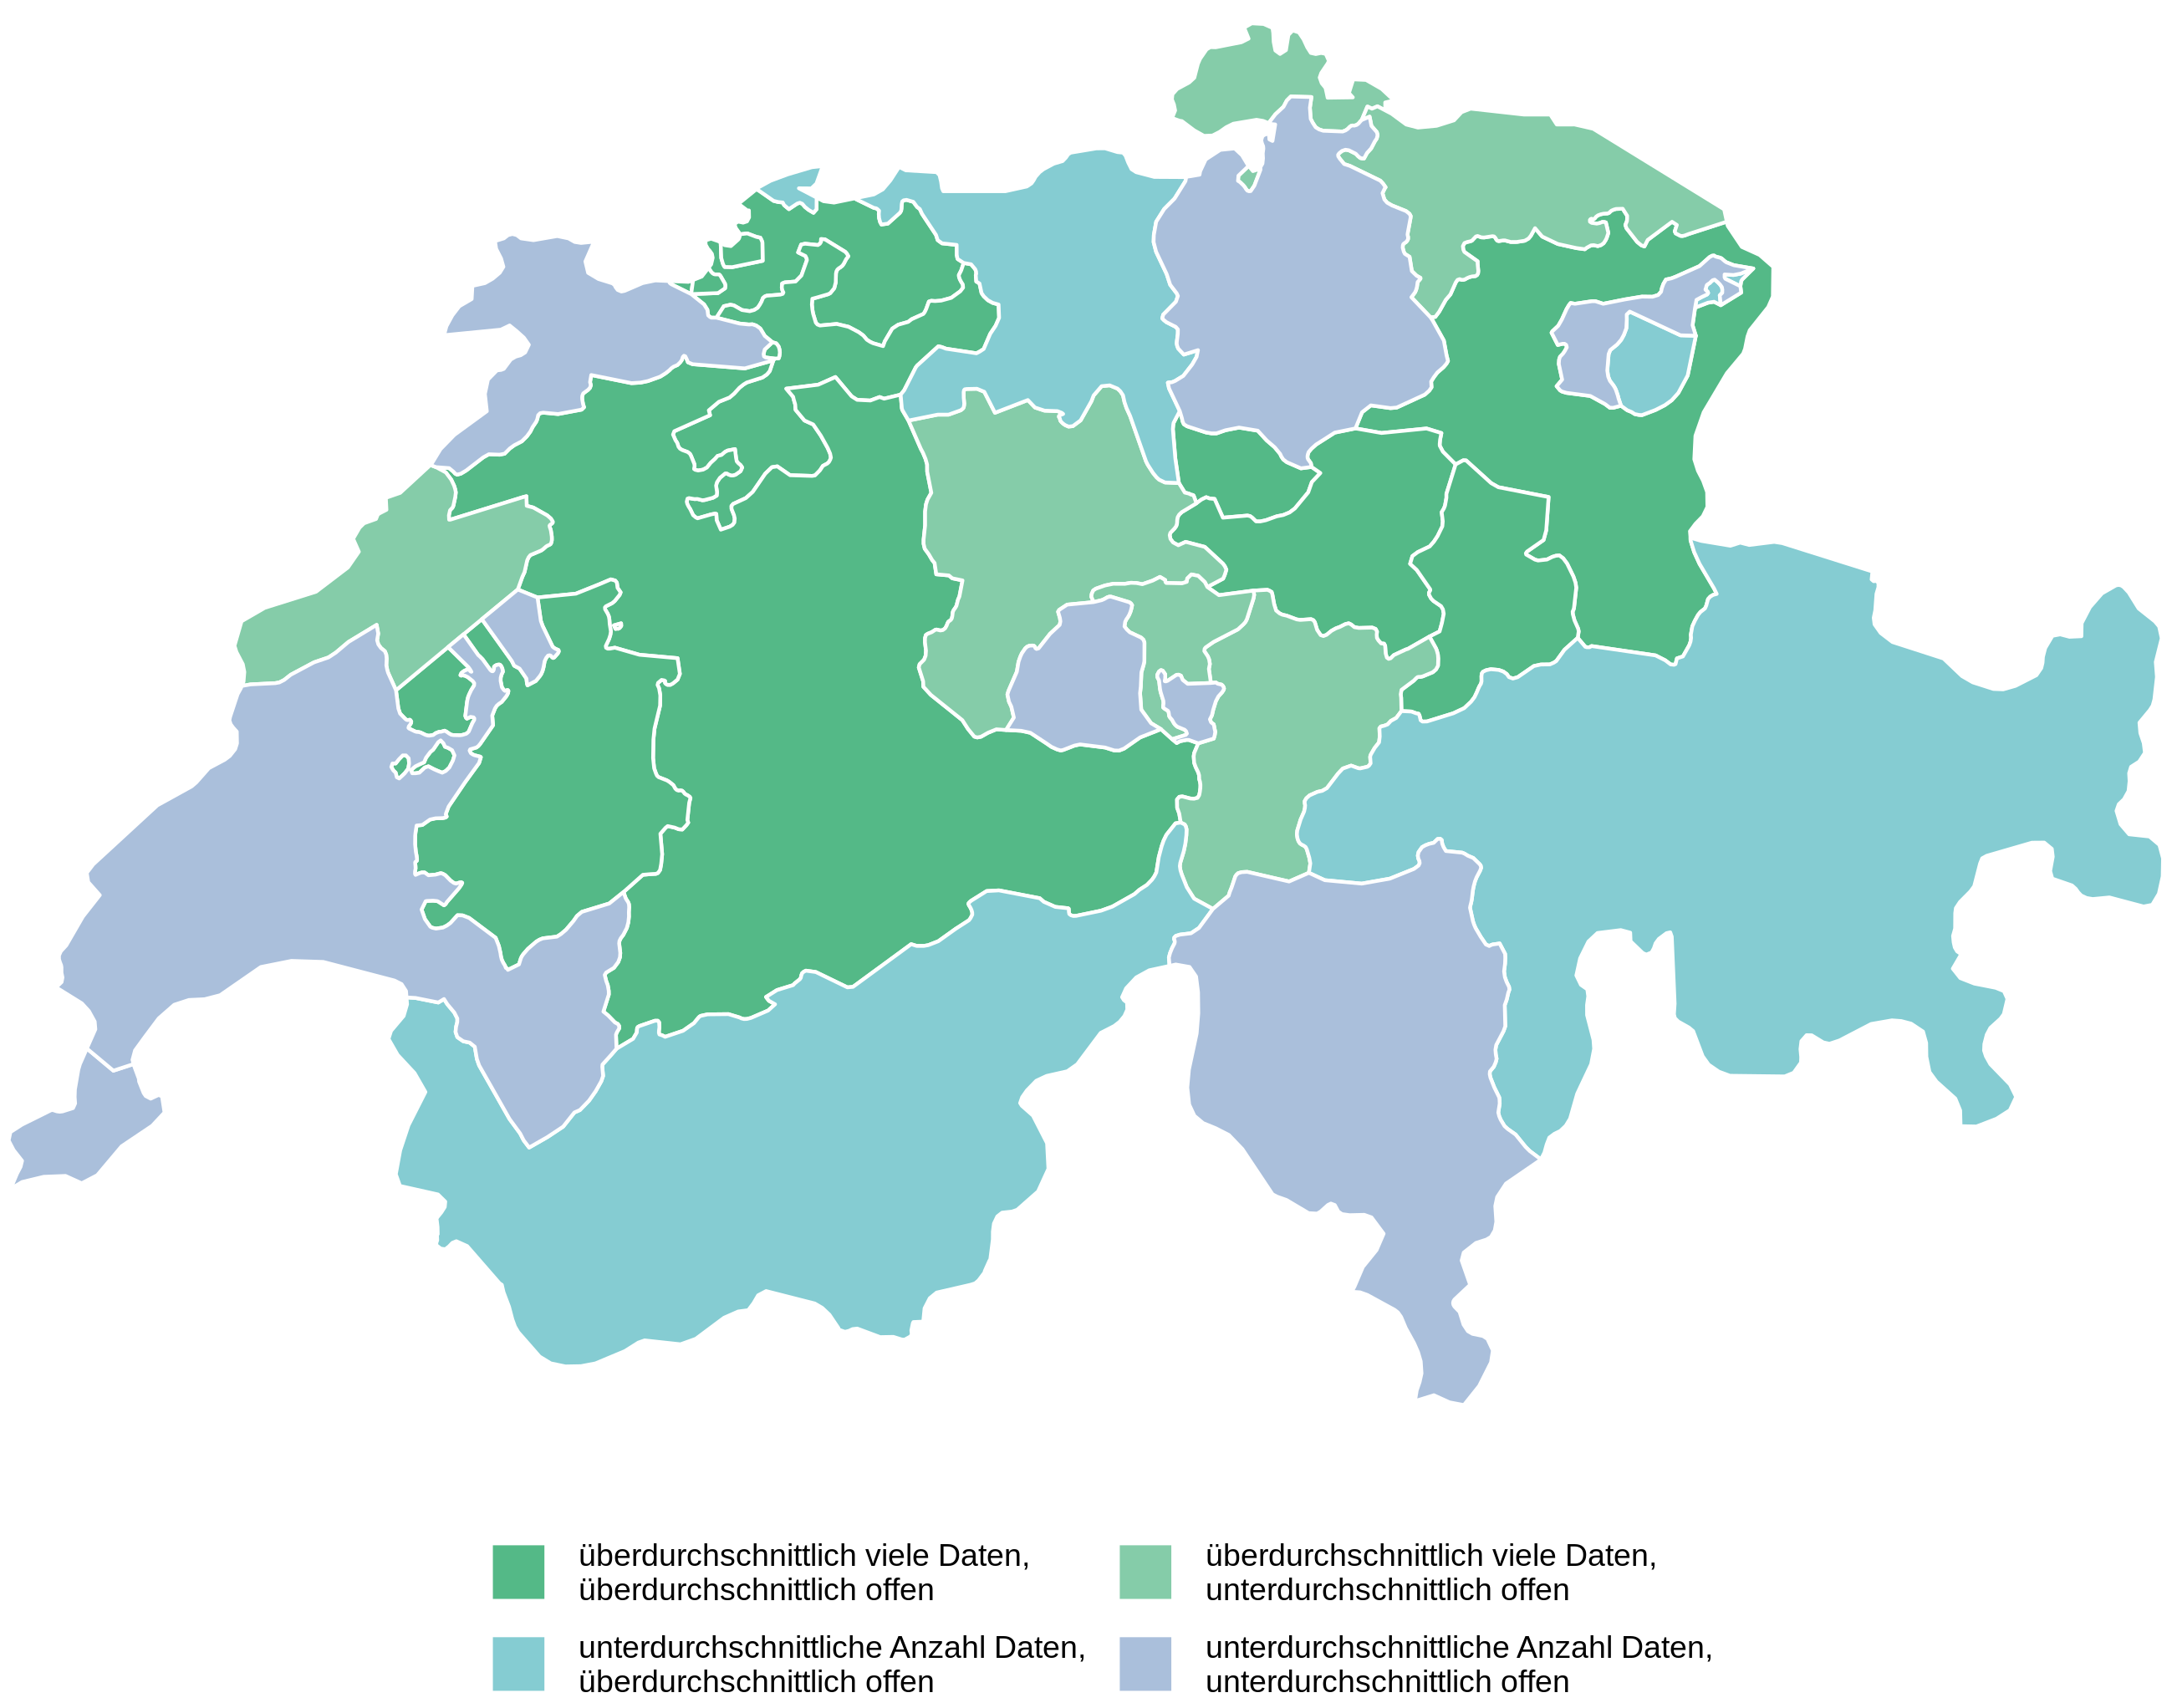 überdurchschnittlich viele Daten,
überdurchschnittlich offen
überdurchschnittlich viele Daten,
unterdurchschnittlich offen
unterdurchschnittliche Anzahl Daten,
überdurchschnittlich offen
unterdurchschnittliche Anzahl Daten,
unterdurchschnittlich offen